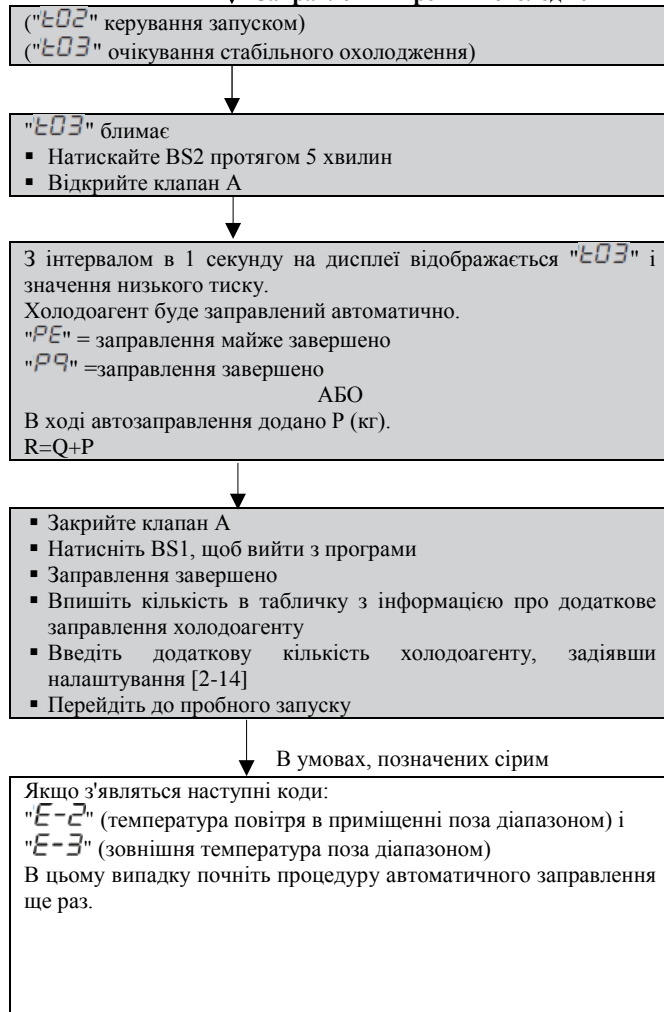 ("t02" керування запуском)
("t03" очікування стабільного охолодження)
"t03" блимає
▪ Натискайте BS2 протягом 5 хвилин
▪ Відкрийте клапан А
З інтервалом в 1 секунду на дисплеї відображається "t03" і
значення низького тиску.
Холодоагент буде заправлений автоматично.
"PE" = заправлення майже завершено
"P9" =заправлення завершено
АБО
В ході автозаправлення додано Р (кг).
R=Q+P
▪ Закрийте клапан А
▪ Натисніть BS1, щоб вийти з програми
▪ Заправлення завершено
▪ Впишіть кількість в табличку з інформацією про додаткове
заправлення холодоагенту
▪ Введіть додаткову кількість холодоагенту, задіявши
налаштування [2-14]
▪ Перейдіть до пробного запуску
В умовах, позначених сірим
Якщо з'являться наступні коди:
"E-2" (температура повітря в приміщенні поза діапазоном) і
"E-3" (зовнішня температура поза діапазоном)
В цьому випадку почніть процедуру автоматичного заправлення
ще раз.